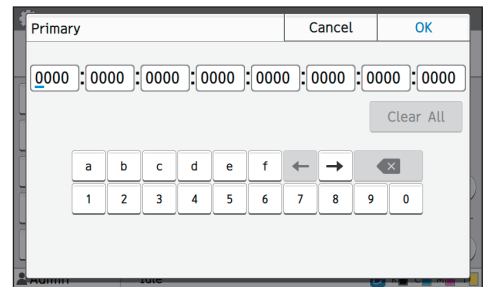 Primary Cancel OK
0000:0000:0000:0000:0000:0000:0000:0000
Clear All
a b c d e f ← →
1 2 3 4 5 6 7 8 9 0
Admin Idle